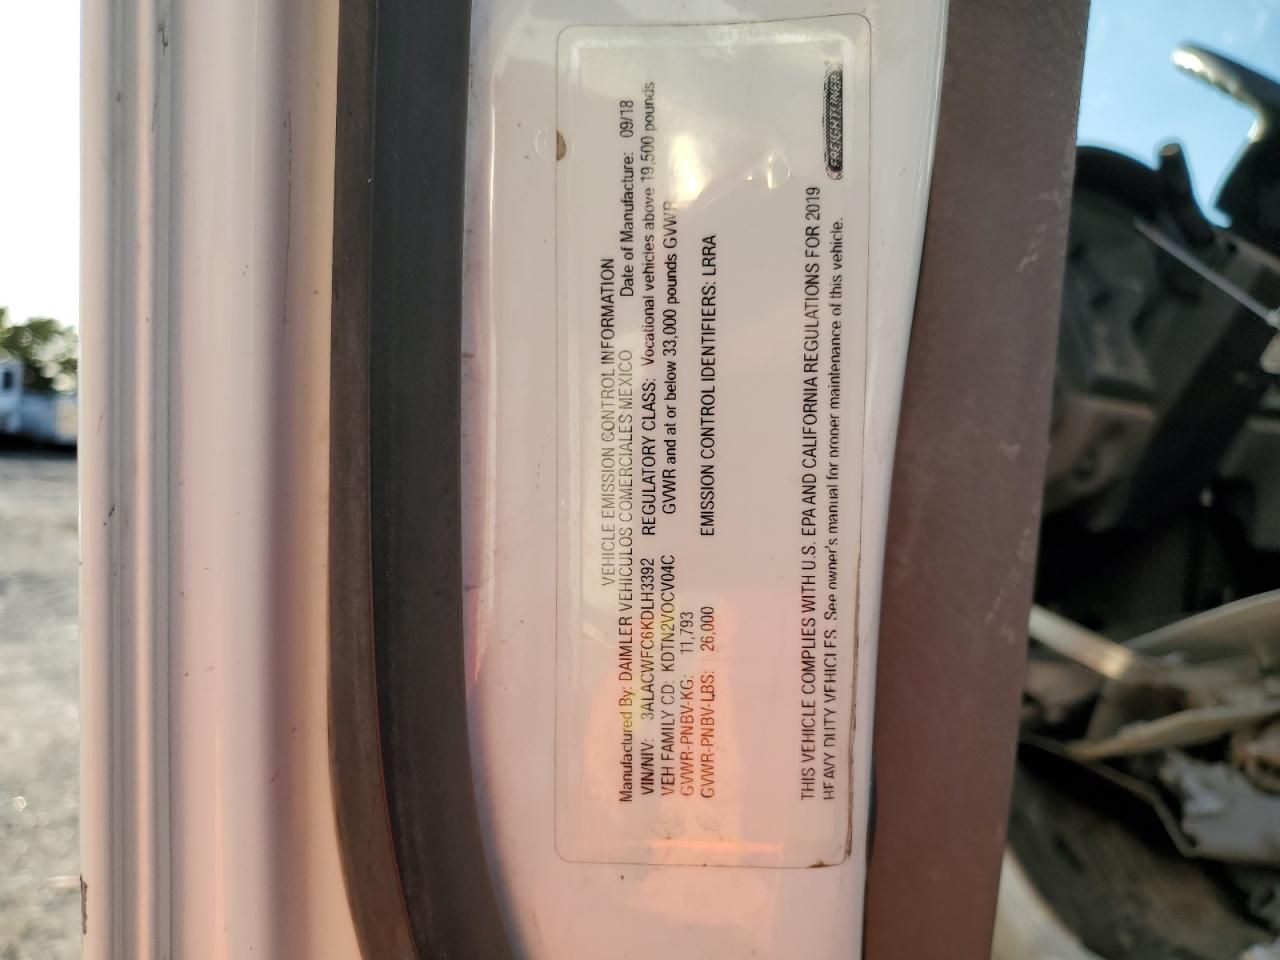 VEHICLE EMISSION CONTROL INFORMATION
Manufactured By: DAIMLER VEHICULOS COMERCIALES MEXICO Date of Manufacture: 09/18
VIN/NIV: 3ALACWFC6KDLH3392 REGULATORY CLASS: Vocational vehicles above 19,500 pounds
VEH FAMILY CD: KDTN2VOCV04C GVWR and at or below 33,000 pounds GVWR.
GVWR-PNBV-KG: 11,793
GVWR-PNBV-LBS: 26,000 EMISSION CONTROL IDENTIFIERS: LRRA
THIS VEHICLE COMPLIES WITH U.S. EPA AND CALIFORNIA REGULATIONS FOR 2019
HEAVY DUTY VEHICLES. See owner's manual for proper maintenance of this vehicle.
FREIGHTLINER